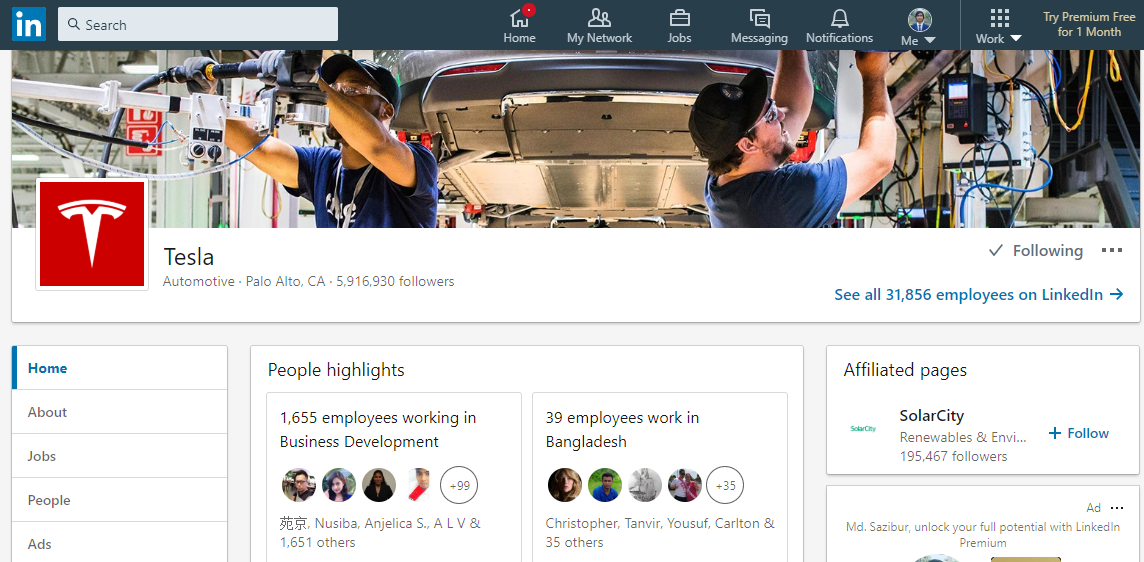 in
Search
Home
My Network
Jobs
Messaging
Notifications
Me
Work
Try Premium Free
for 1 Month
Tesla
Automotive · Palo Alto, CA · 5,916,930 followers
Following
See all 31,856 employees on LinkedIn
Home
About
Jobs
People
Ads
People highlights
1,655 employees working in
Business Development
+99
苑京, Nusiba, Anjelica S., A L V &
1,651 others
39 employees work in
Bangladesh
+35
Christopher, Tanvir, Yousuf, Carlton &
35 others
Affiliated pages
SolarCity
SolarCity
Renewables & Envi...
195,467 followers
+ Follow
Ad
Md. Sazibur, unlock your full potential with LinkedIn
Premium